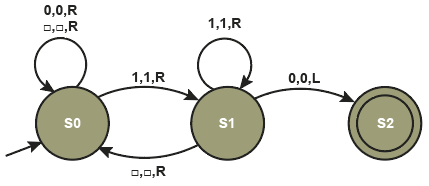 0,0,R
□,□,R
1,1,R
1,1,R
0,0,L
S0
S1
S2
□,□,R